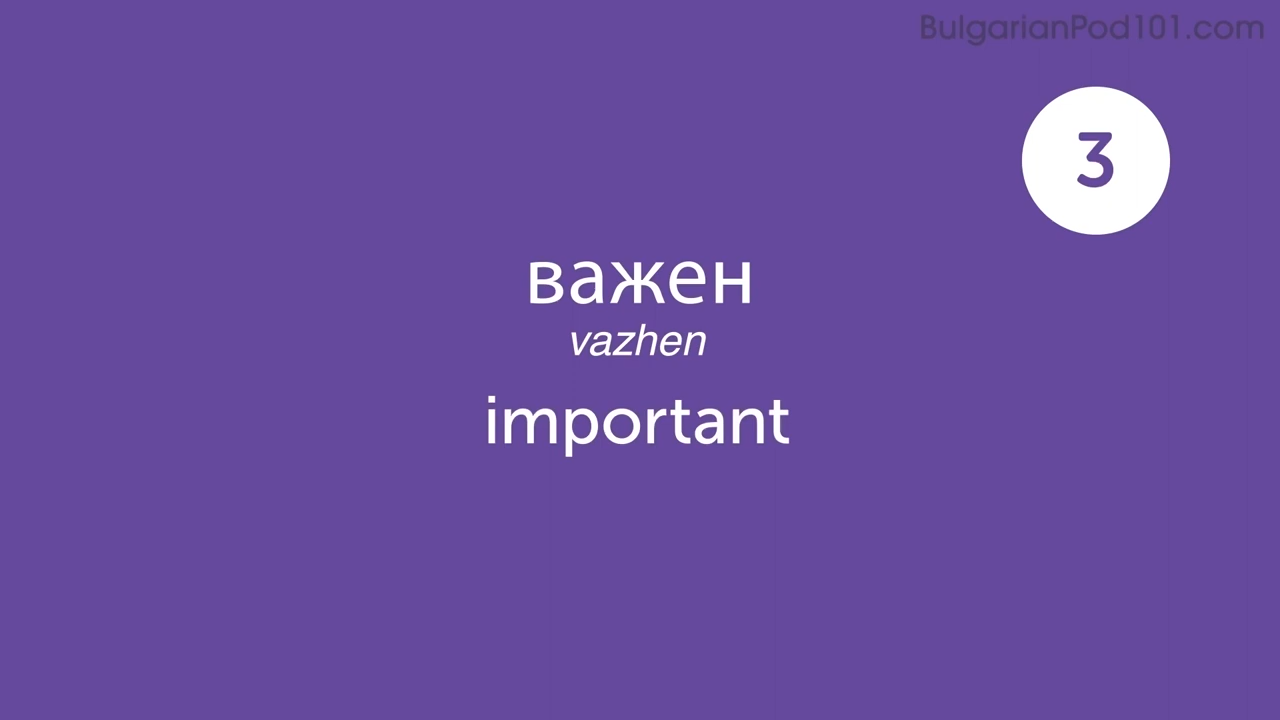 BulgarianPod101.com
3
важен
vazhen
important